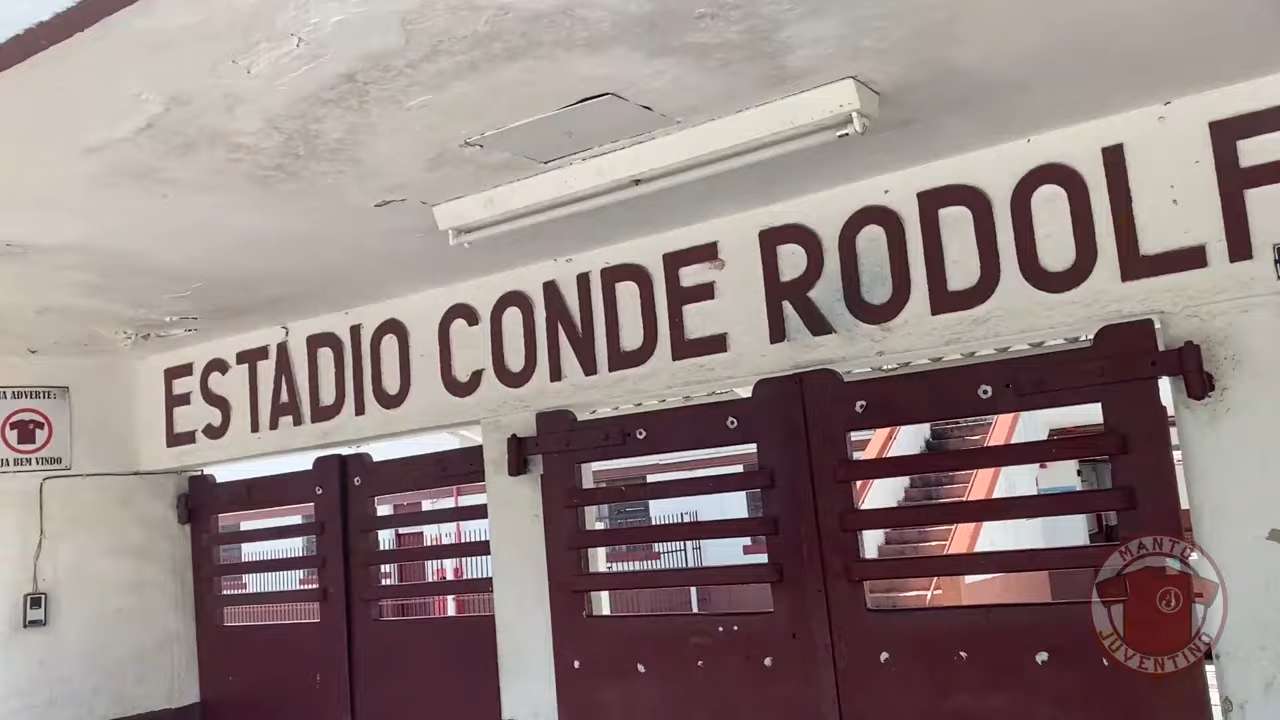 ESTADIO CONDE RODOLF
A ADVERTE:
JA BEM VINDO
MANTO
JUVENTINO